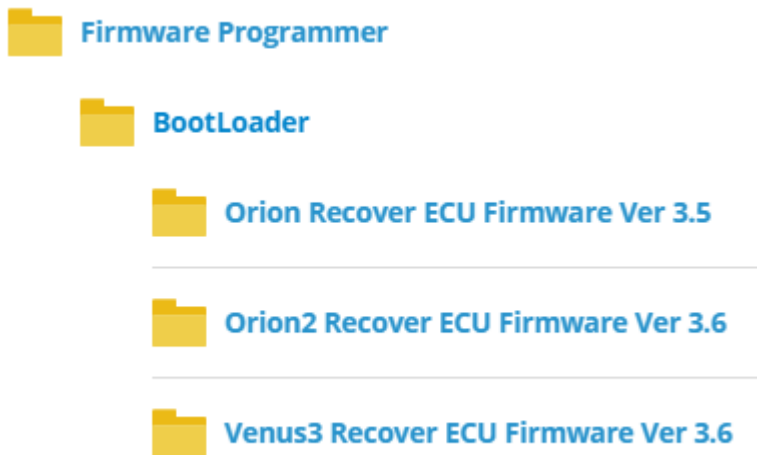 Firmware Programmer
BootLoader
Orion Recover ECU Firmware Ver 3.5
Orion2 Recover ECU Firmware Ver 3.6
Venus3 Recover ECU Firmware Ver 3.6